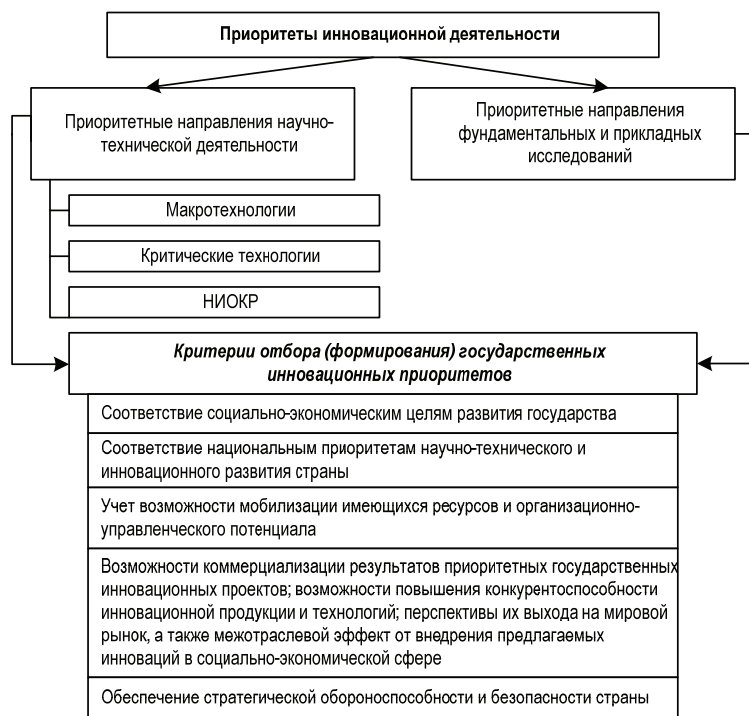 Приоритеты инновационной деятельности
Приоритетные направления научно-
технической деятельности
Приоритетные направления
фундаментальных и прикладных
исследований
Макротехнологии
Критические технологии
НИОКР
Критерии отбора (формирования) государственных
инновационных приоритетов
Соответствие социально-экономическим целям развития государства
Соответствие национальным приоритетам научно-технического и
инновационного развития страны
Учет возможности мобилизации имеющихся ресурсов и организационно-
управленческого потенциала
Возможности коммерциализации результатов приоритетных государственных
инновационных проектов; возможности повышения конкурентоспособности
инновационной продукции и технологий; перспективы их выхода на мировой
рынок, а также межотраслевой эффект от внедрения предлагаемых
инноваций в социально-экономической сфере
Обеспечение стратегической обороноспособности и безопасности страны